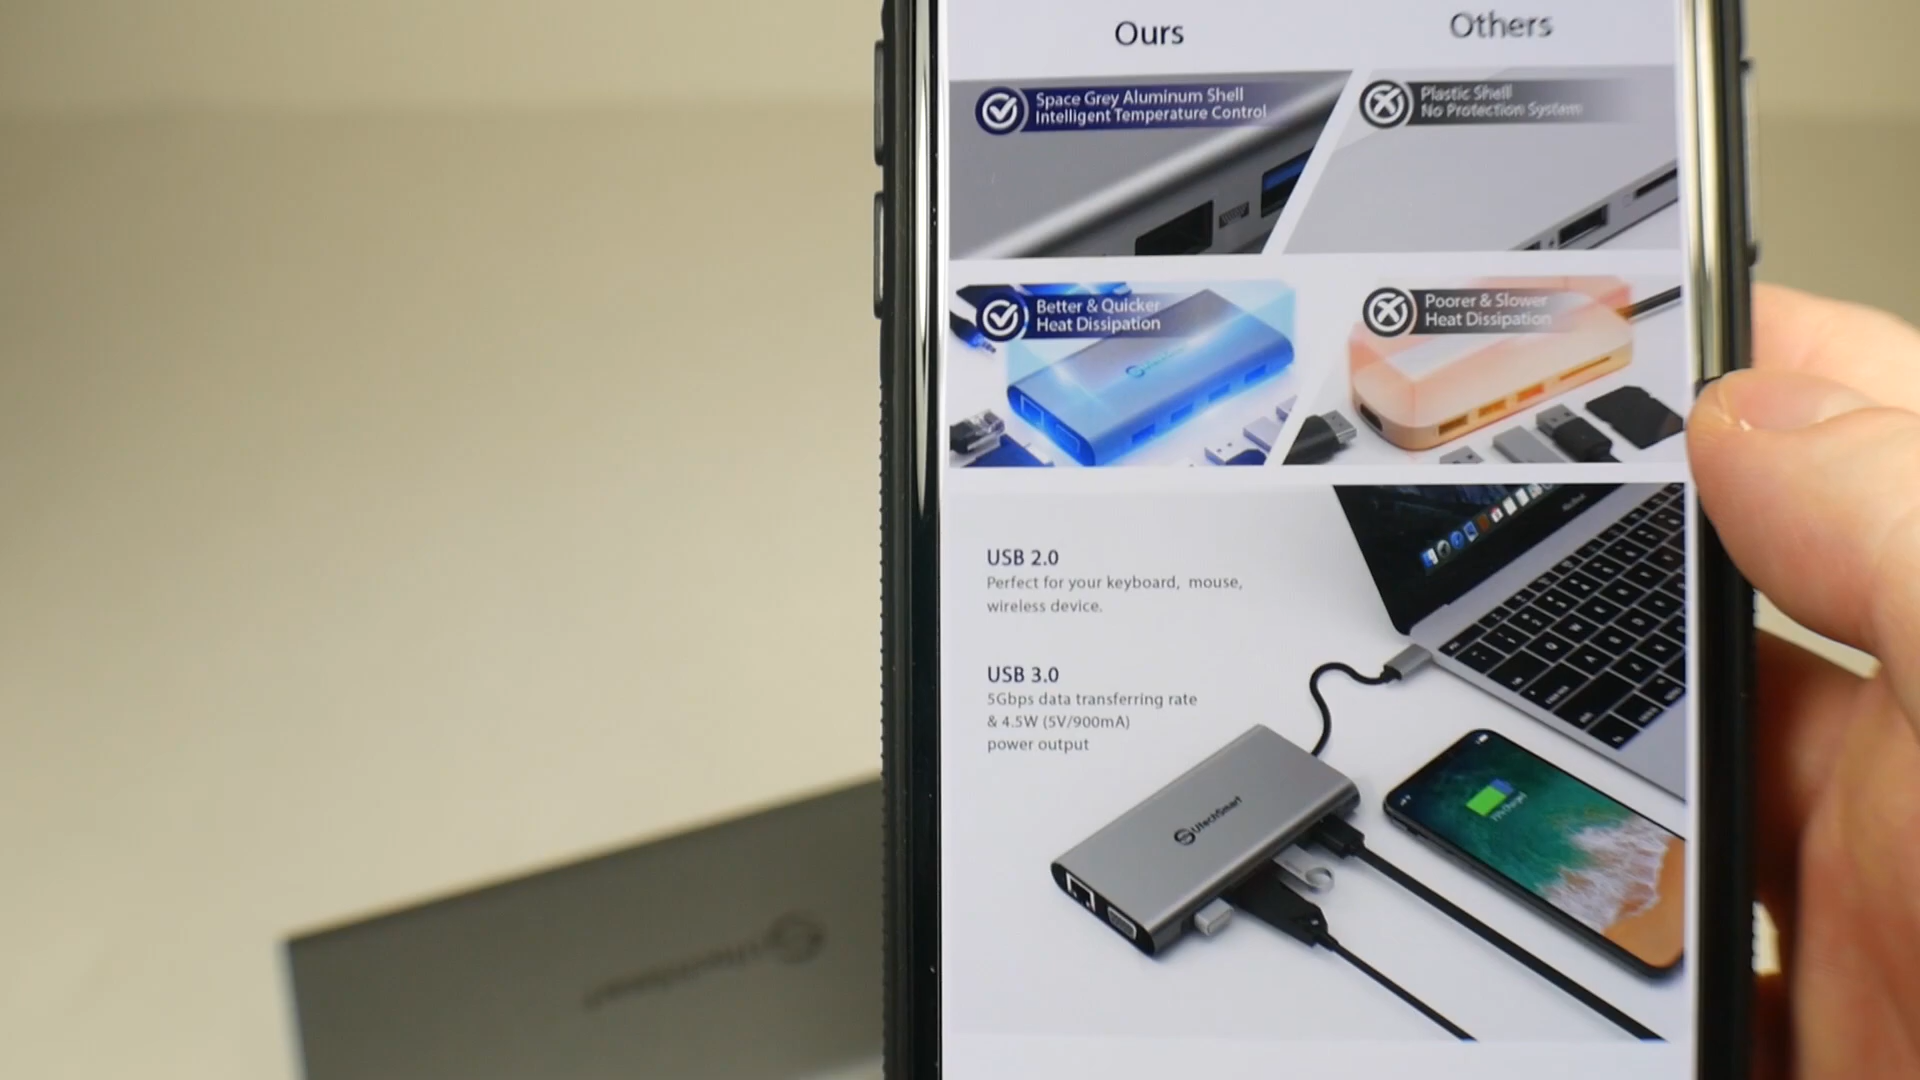 Ours
Others
Space Grey Aluminum Shell
Intelligent Temperature Control
Plastic Shell
No Protection System
Better & Quicker
Heat Dissipation
Poorer & Slower
Heat Dissipation
USB 2.0
Perfect for your keyboard, mouse,
wireless device.
USB 3.0
5Gbps data transferring rate
& 4.5W (5V/900mA)
power output
UtechSmart
UtechSmart